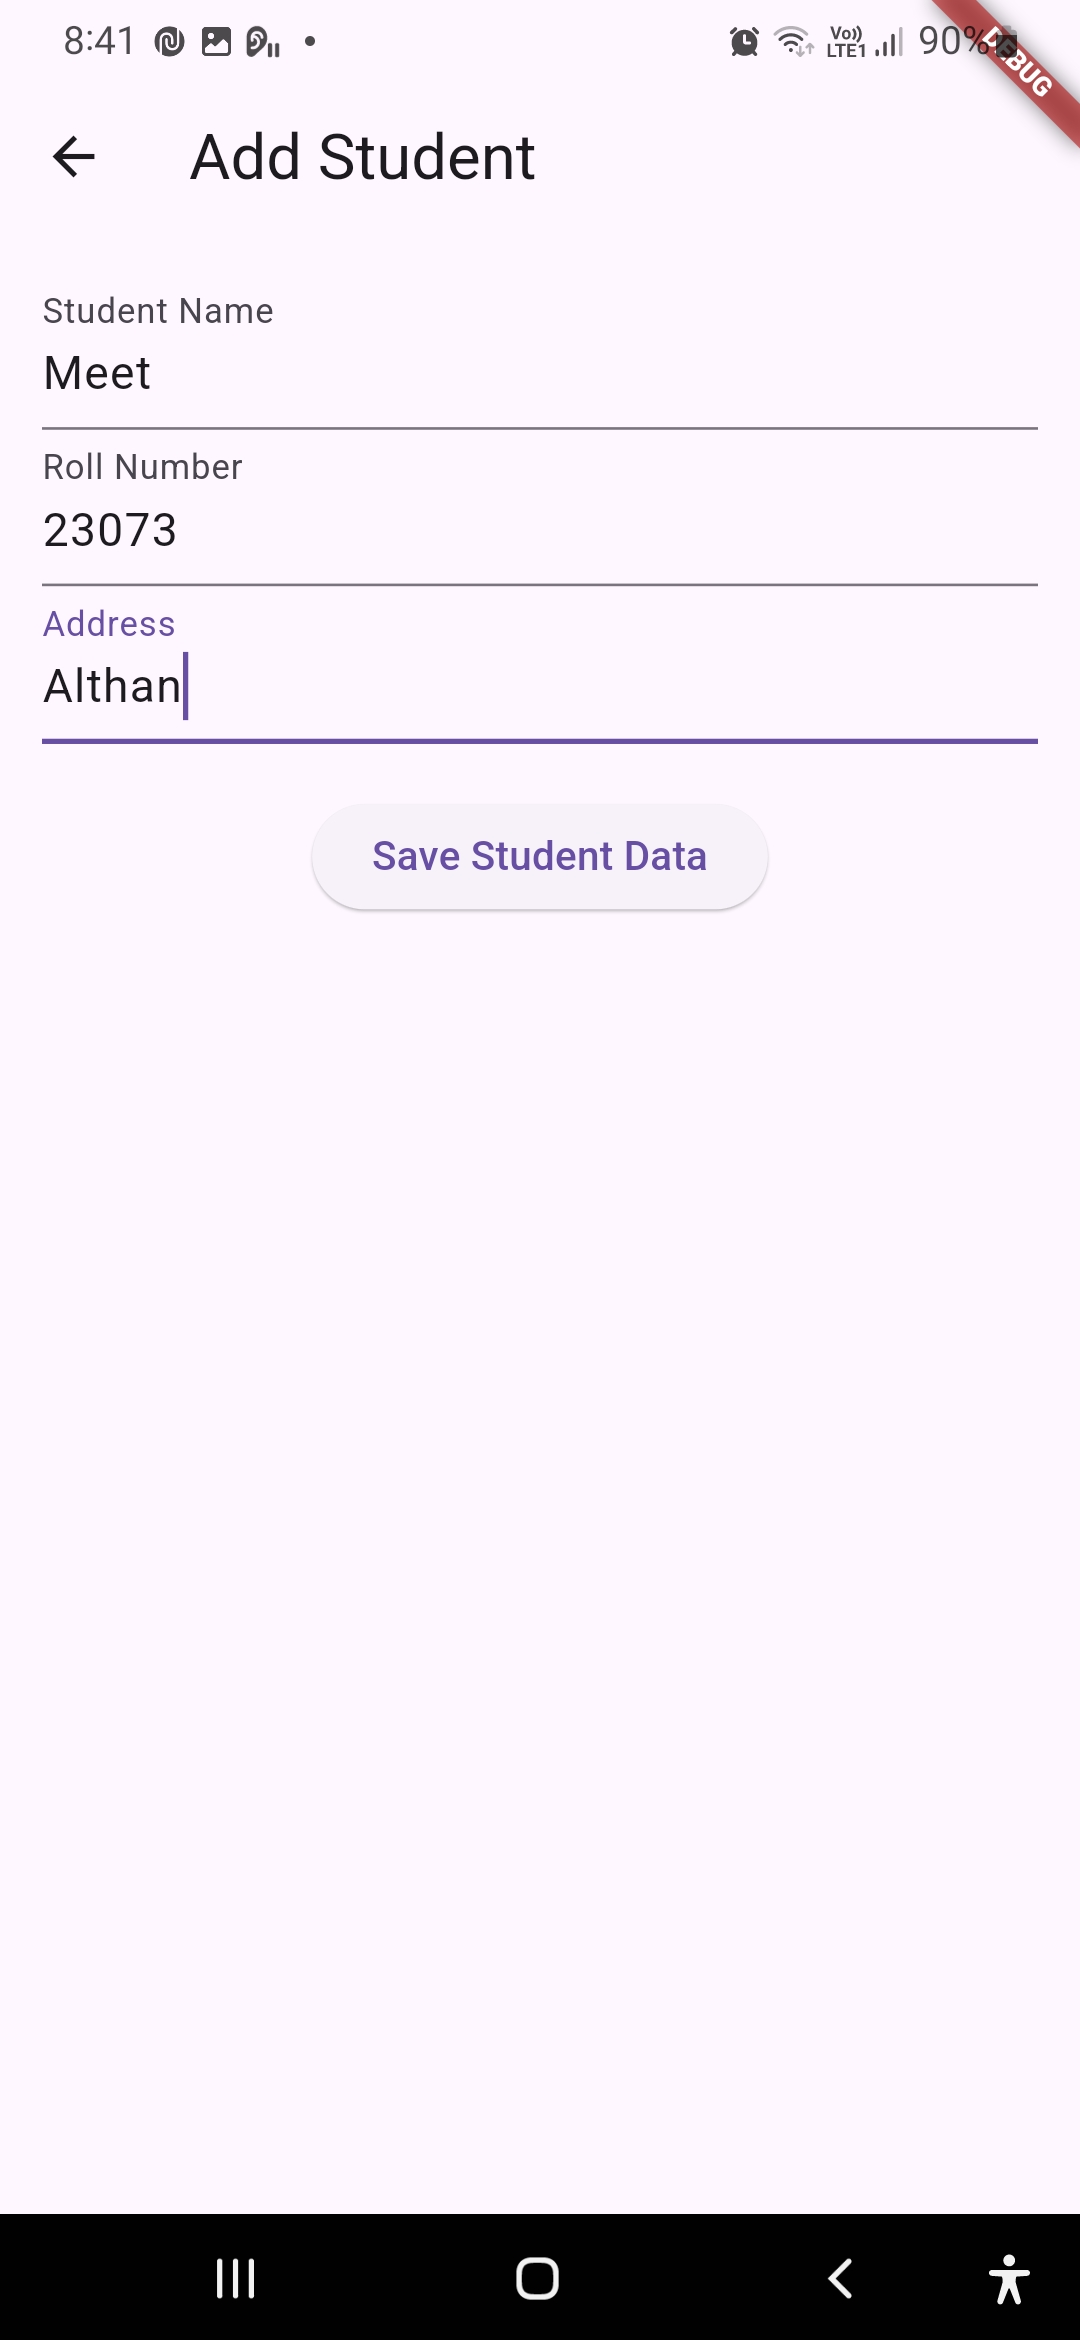 8:41 Vo)) LTE1 90%
DEBUG
Add Student
Student Name
Meet
Roll Number
23073
Address
Althan
Save Student Data